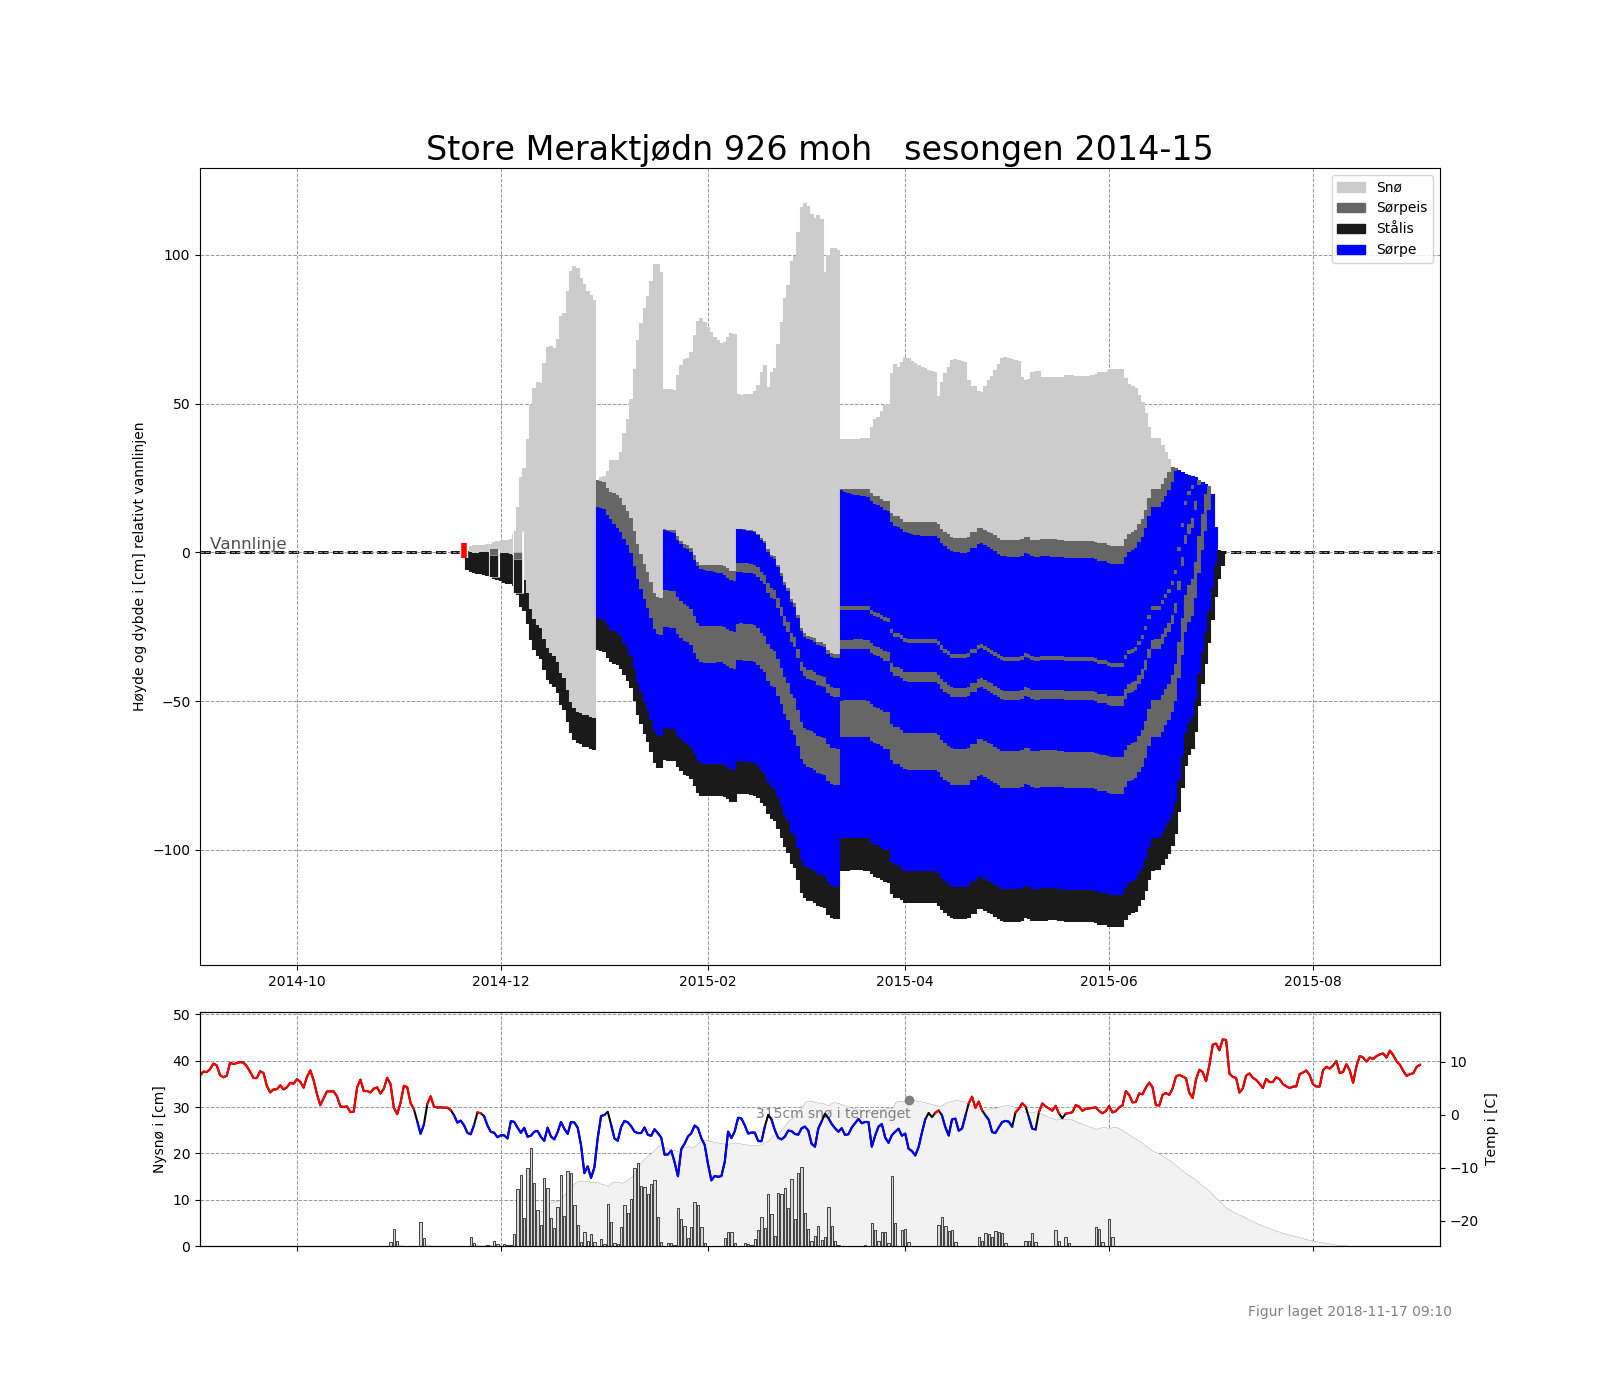 Store Meraktjødn 926 moh   sesongen 2014-15
Snø
Sørpeis
Stålis
Sørpe
Høyde og dybde i [cm] relativt vannlinjen
100
50
0
−50
−100
Vannlinje
2014-10
2014-12
2015-02
2015-04
2015-06
2015-08
Nysnø i [cm]
50
40
30
20
10
0
315cm snø i terrenget
10
0
−10
−20
Temp i [C]
Figur laget 2018-11-17 09:10